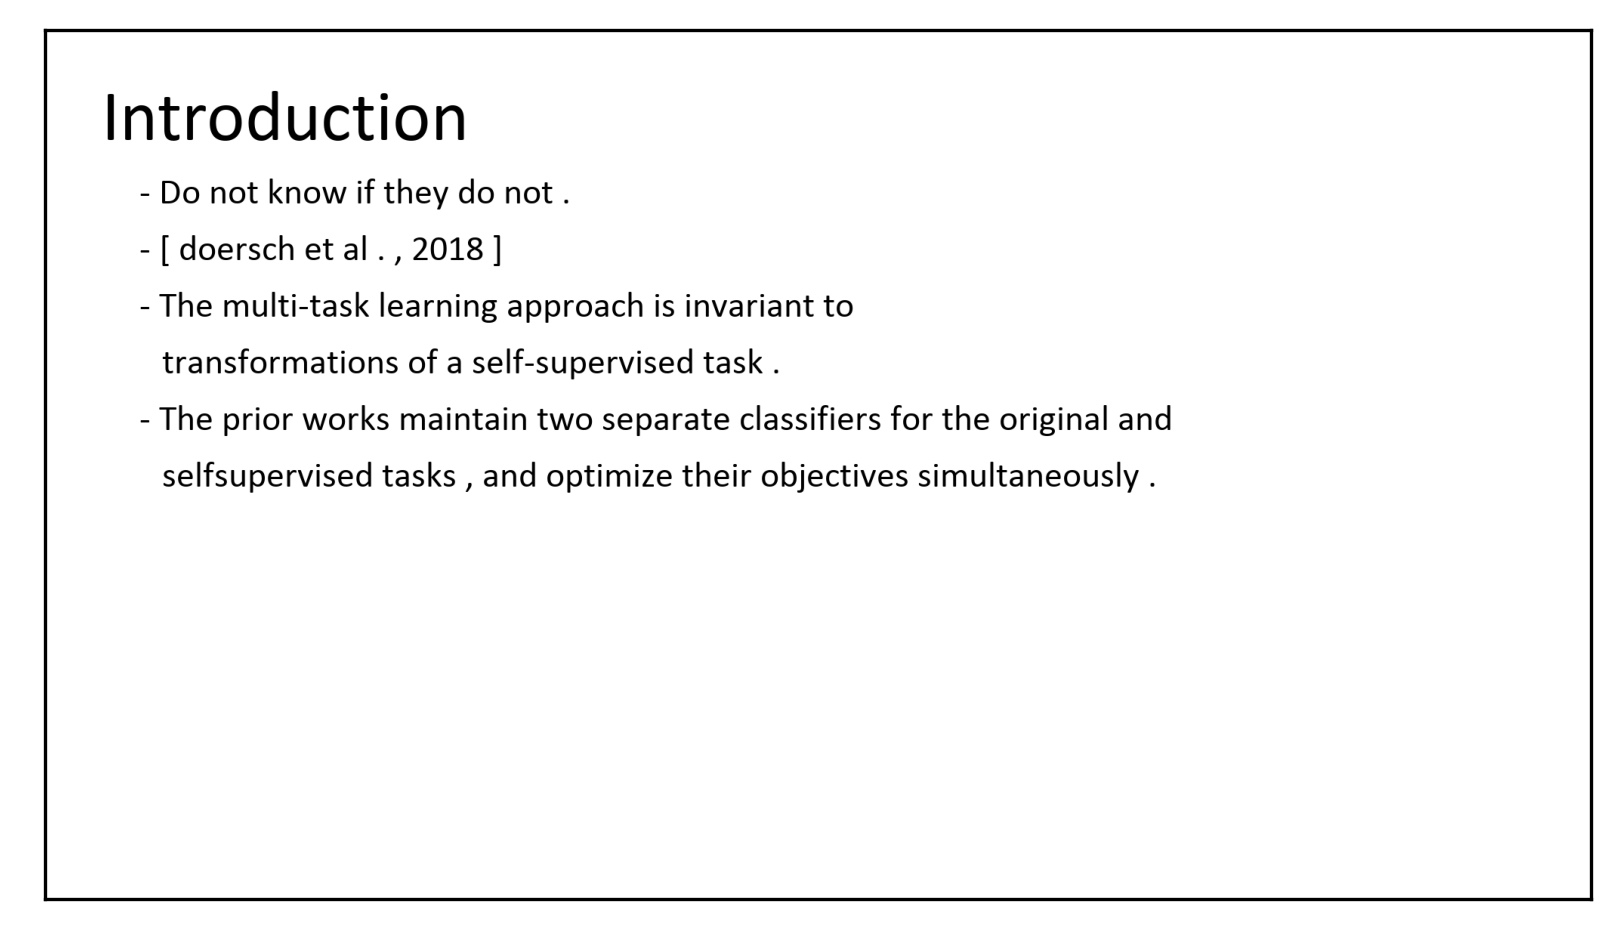 Introduction
- Do not know if they do not .
- [ doersch et al . , 2018 ]
- The multi-task learning approach is invariant to
transformations of a self-supervised task .
- The prior works maintain two separate classifiers for the original and
selfsupervised tasks , and optimize their objectives simultaneously .